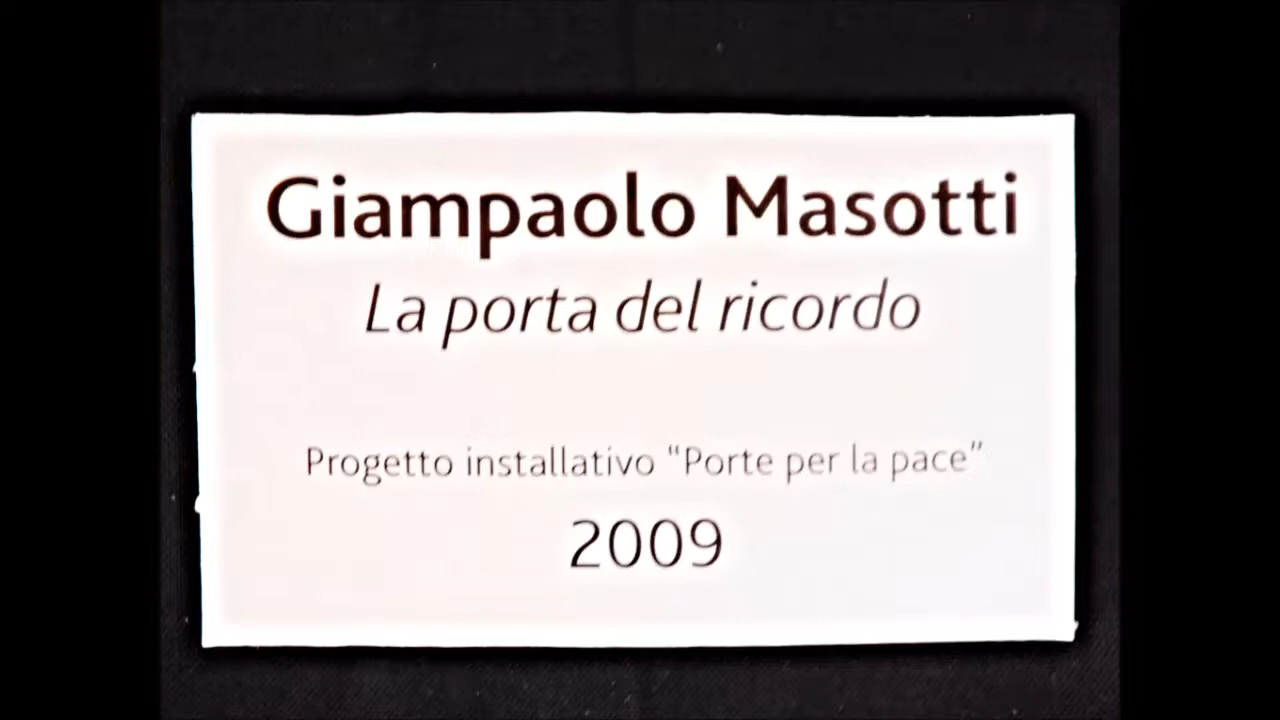 Giampaolo Masotti
La porta del ricordo
Progetto installativo “Porte per la pace”
2009